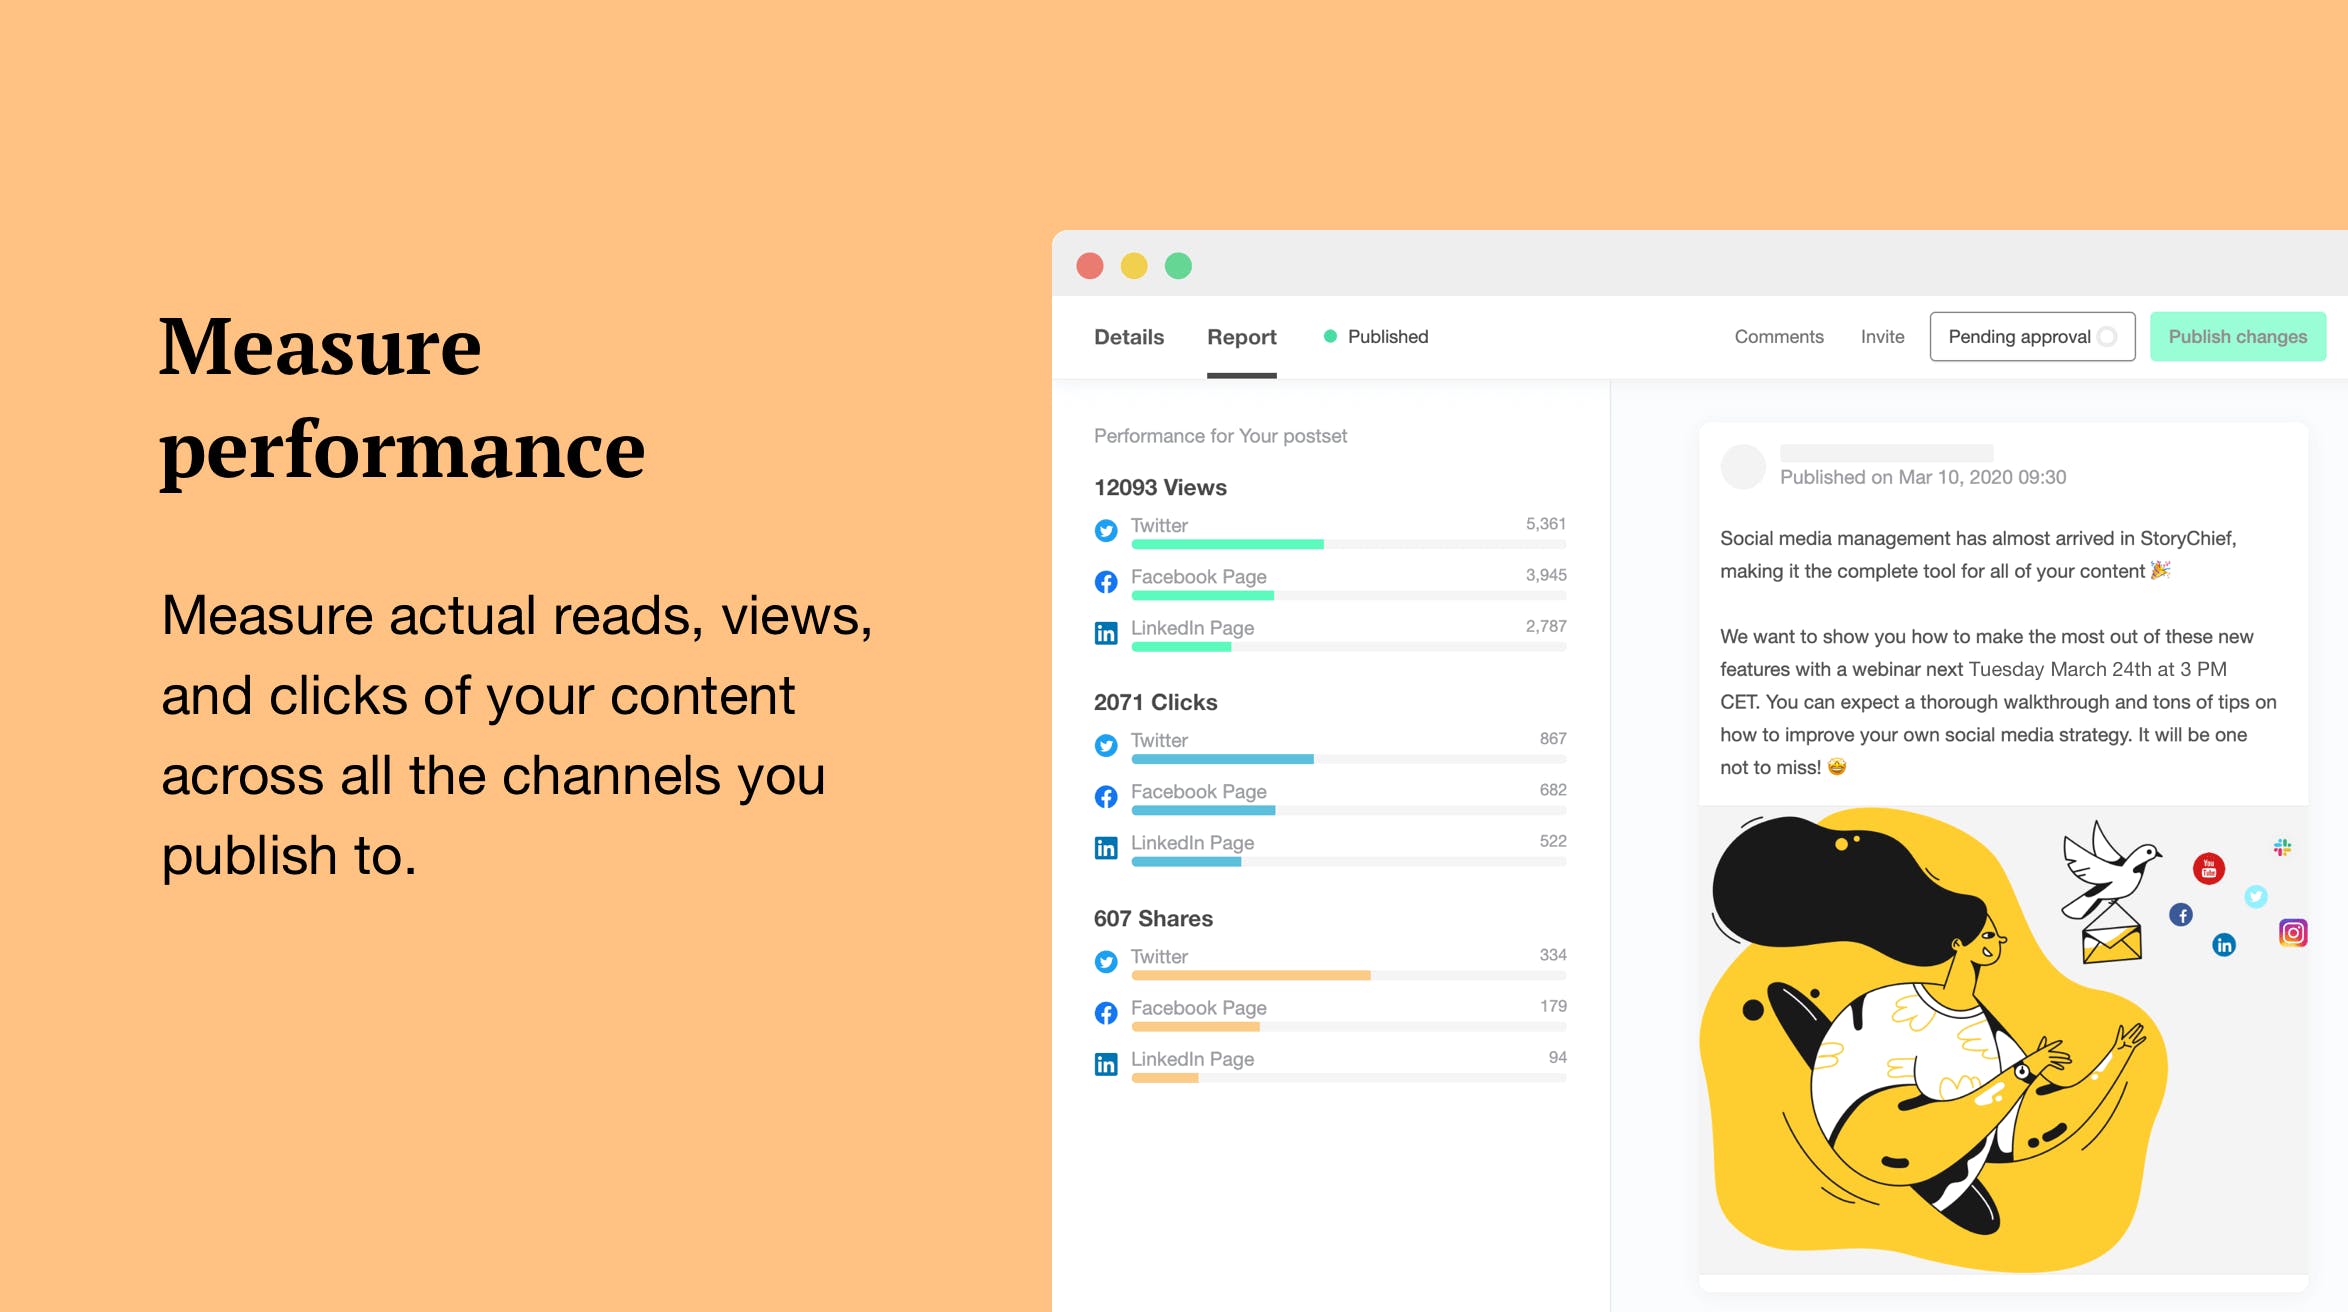 Measure
performance
Measure actual reads, views,
and clicks of your content
across all the channels you
publish to.
Details
Report
Published
Comments
Invite
Pending approval
Publish changes
Performance for Your postset
12093 Views
Twitter 5,361
Facebook Page 3,945
LinkedIn Page 2,787
2071 Clicks
Twitter 867
Facebook Page 682
LinkedIn Page 522
607 Shares
Twitter 334
Facebook Page 179
LinkedIn Page 94
Published on Mar 10, 2020 09:30
Social media management has almost arrived in StoryChief,
making it the complete tool for all of your content 🎉
We want to show you how to make the most out of these new
features with a webinar next Tuesday March 24th at 3 PM
CET. You can expect a thorough walkthrough and tons of tips on
how to improve your own social media strategy. It will be one
not to miss! 🤩
You
Tube